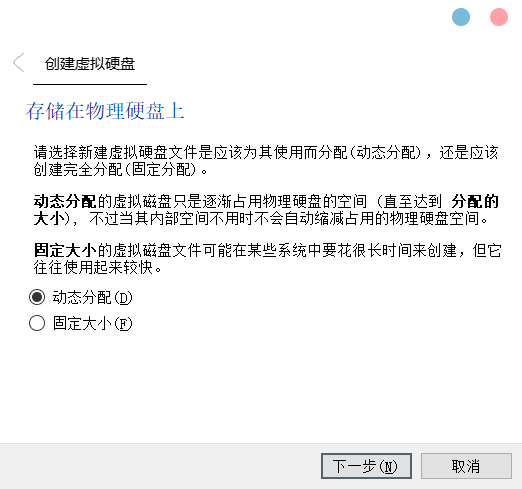 创建虚拟硬盘
存储在物理硬盘上
请选择新建虚拟硬盘文件是应该为其使用而分配(动态分配)，还是应该
创建完全分配(固定分配)。
动态分配的虚拟磁盘只是逐渐占用物理硬盘的空间 (直至达到 分配的
大小)，不过当其内部空间不用时不会自动缩减占用的物理硬盘空间。
固定大小的虚拟磁盘文件可能在某些系统中要花很长时间来创建，但它
往往使用起来较快。
动态分配(D)
固定大小(F)
下一步(N) 取消